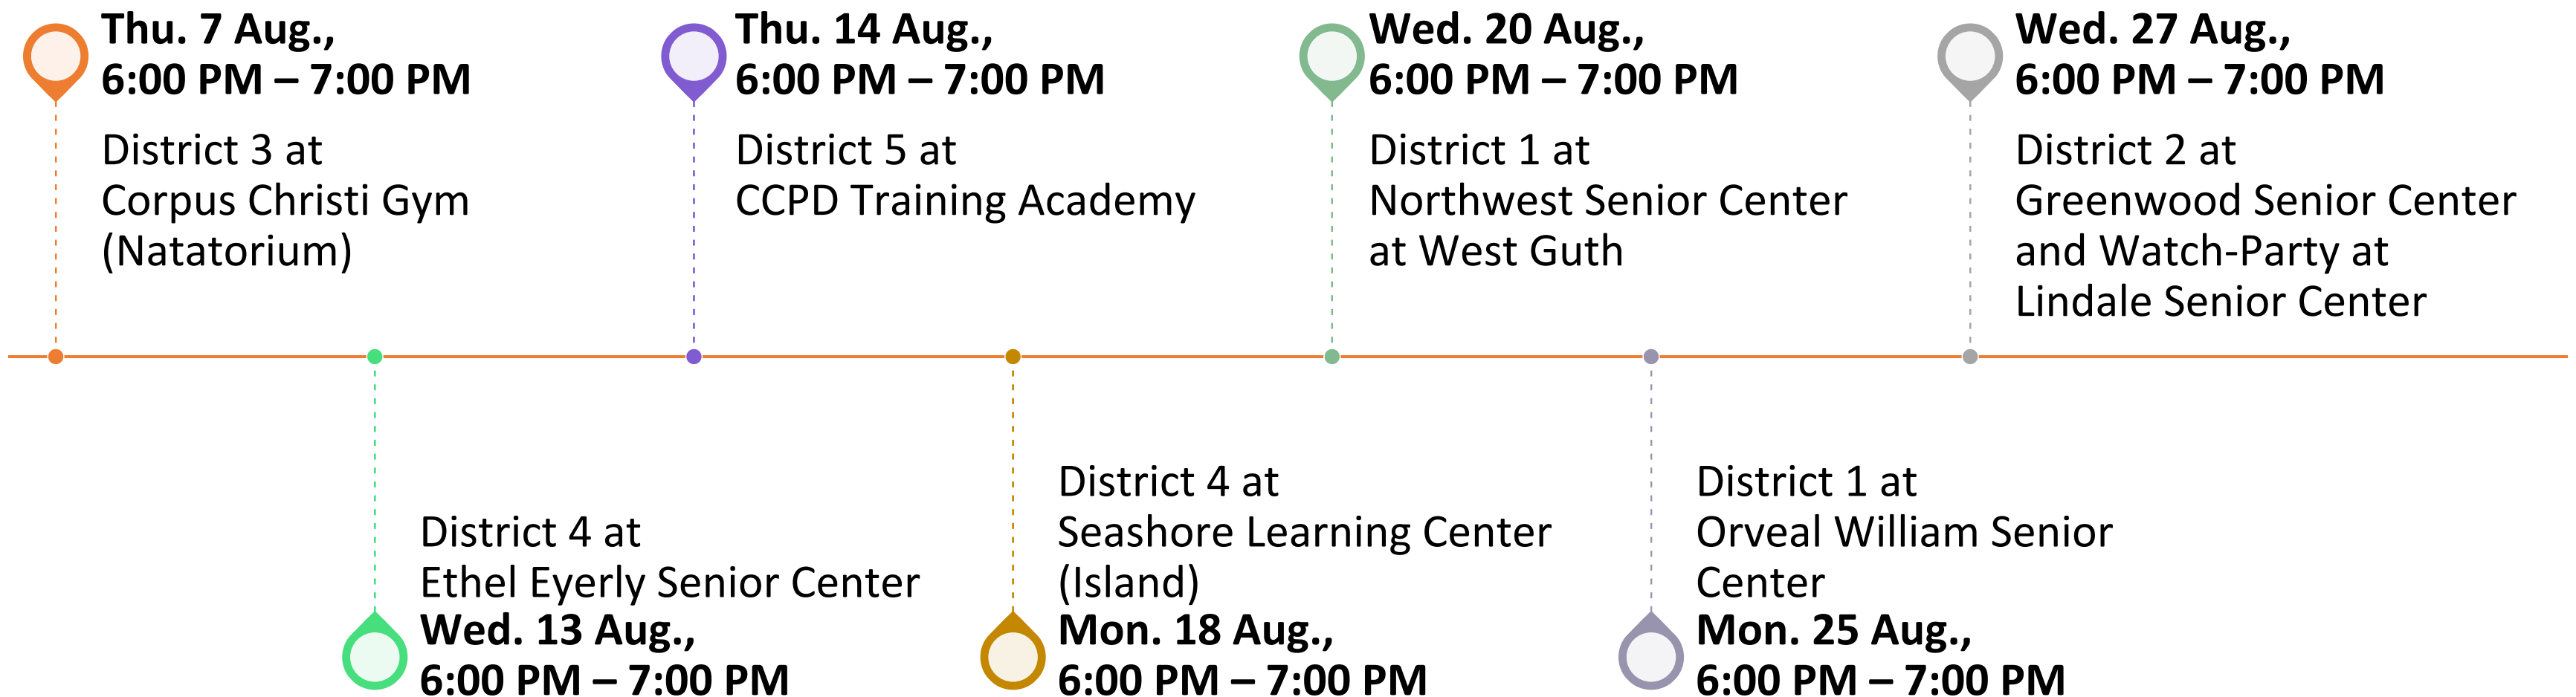 Thu. 7 Aug.,
6:00 PM – 7:00 PM
District 3 at
Corpus Christi Gym
(Natatorium)
District 4 at
Ethel Eyerly Senior Center
Wed. 13 Aug.,
6:00 PM – 7:00 PM
Thu. 14 Aug.,
6:00 PM – 7:00 PM
District 5 at
CCPD Training Academy
District 4 at
Seashore Learning Center
(Island)
Mon. 18 Aug.,
6:00 PM – 7:00 PM
Wed. 20 Aug.,
6:00 PM – 7:00 PM
District 1 at
Northwest Senior Center
at West Guth
District 1 at
Orveal William Senior
Center
Mon. 25 Aug.,
6:00 PM – 7:00 PM
Wed. 27 Aug.,
6:00 PM – 7:00 PM
District 2 at
Greenwood Senior Center
and Watch-Party at
Lindale Senior Center